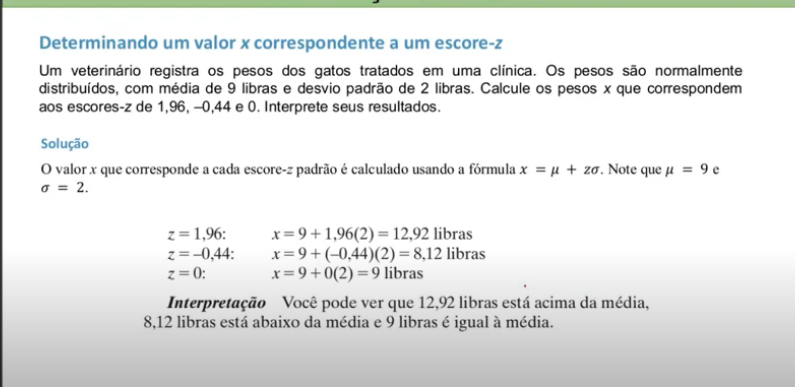 Determinando um valor x correspondente a um escore-z
Um veterinário registra os pesos dos gatos tratados em uma clínica. Os pesos são normalmente
distribuídos, com média de 9 libras e desvio padrão de 2 libras. Calcule os pesos x que correspondem
aos escores-z de 1,96, –0,44 e 0. Interprete seus resultados.
Solução
O valor x que corresponde a cada escore-z padrão é calculado usando a fórmula x = μ + zσ. Note que μ = 9 e
σ = 2.
z = 1,96: x = 9 + 1,96(2) = 12,92 libras
z = –0,44: x = 9 + (–0,44)(2) = 8,12 libras
z = 0: x = 9 + 0(2) = 9 libras
Interpretação Você pode ver que 12,92 libras está acima da média,
8,12 libras está abaixo da média e 9 libras é igual à média.